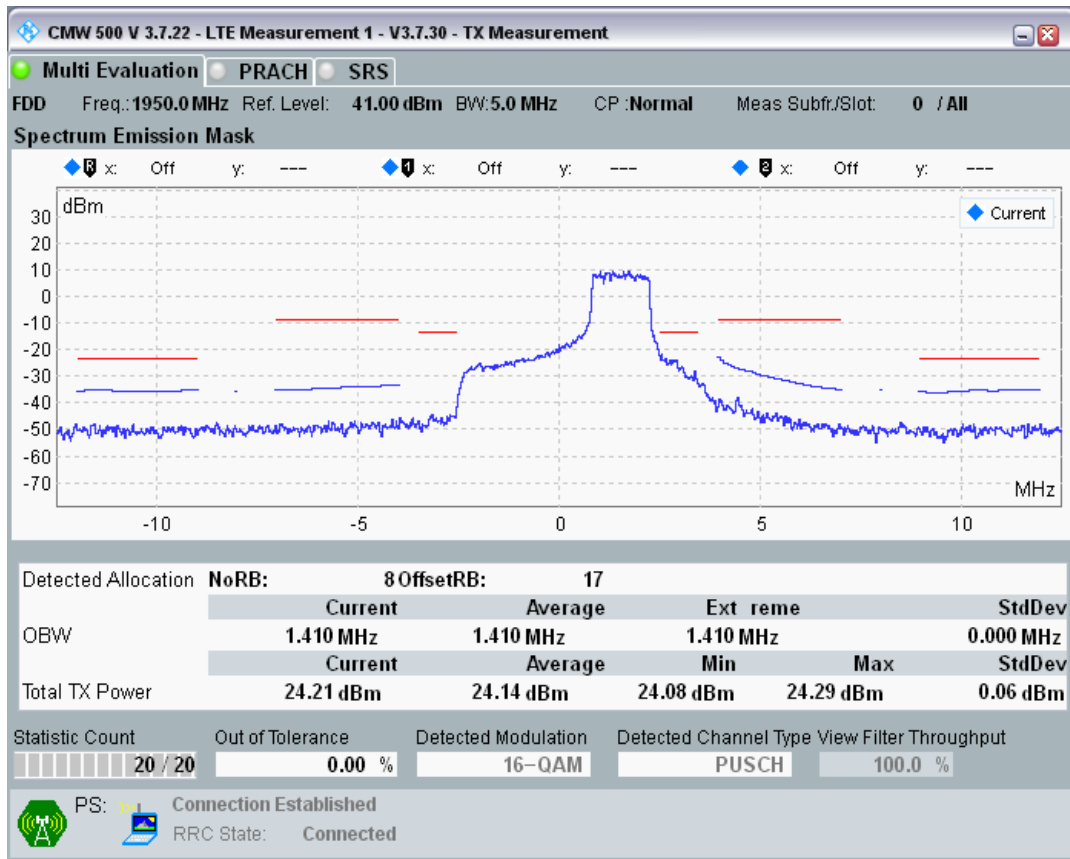 CMW 500 V 3.7.22 - LTE Measurement 1 - V3.7.30 - TX Measurement
Multi Evaluation PRACH SRS
FDD Freq.: 1950.0 MHz Ref. Level: 41.00 dBm BW: 5.0 MHz CP : Normal Meas Subfr./Slot: 0 / All
Spectrum Emission Mask
R x: Off y: --- 1 x: Off y: --- 2 x: Off y: ---
dBm
Current
30
20
10
0
-10
-20
-30
-40
-50
-60
-70
MHz
-10 -5 0 5 10
Detected Allocation NoRB: 8 OffsetRB: 17
Current Average Ext reme StdDev
OBW 1.410 MHz 1.410 MHz 1.410 MHz 0.000 MHz
Current Average Min Max StdDev
Total TX Power 24.21 dBm 24.14 dBm 24.08 dBm 24.29 dBm 0.06 dBm
Statistic Count Out of Tolerance Detected Modulation Detected Channel Type View Filter Throughput
20 / 20 0.00 % 16-QAM PUSCH 100.0 %
PS: Connection Established
RRC State: Connected